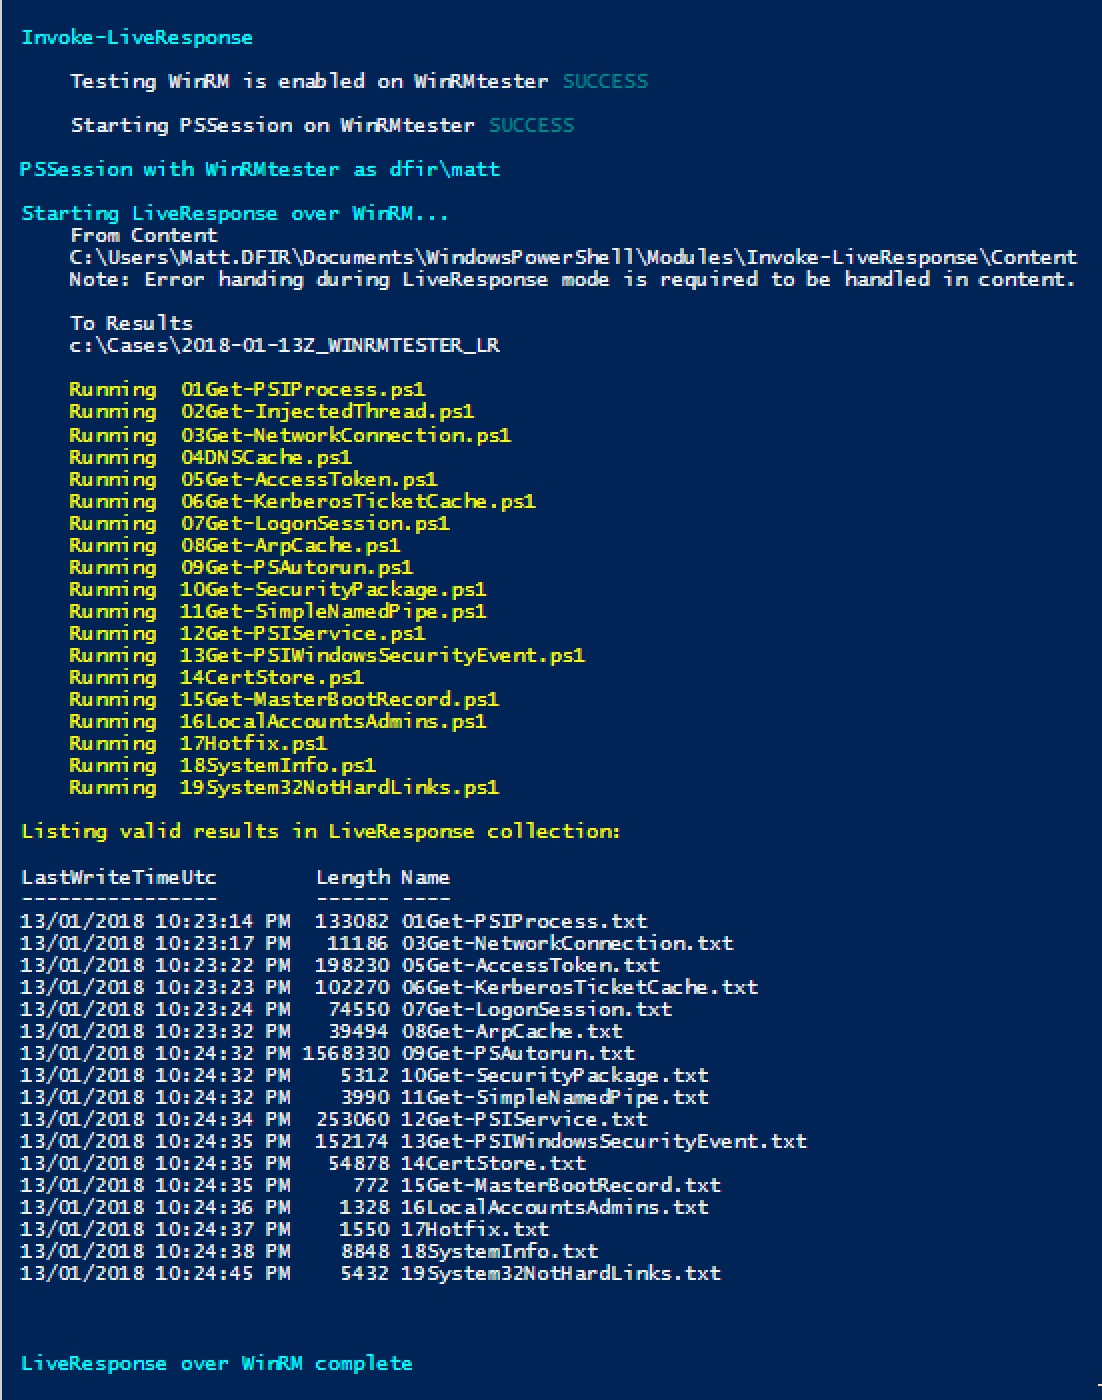 Invoke-LiveResponse
Testing WinRM is enabled on WinRMtester SUCCESS
Starting PSSession on WinRMtester SUCCESS
PSSession with WinRMtester as dfir\matt
Starting LiveResponse over WinRM...
From Content
C:\Users\Matt.DFIR\Documents\WindowsPowerShell\Modules\Invoke-LiveResponse\Content
Note: Error handing during LiveResponse mode is required to be handled in content.
To Results
c:\Cases\2018-01-13Z_WINRMTESTER_LR
Running  01Get-PSIProcess.ps1
Running  02Get-InjectedThread.ps1
Running  03Get-NetworkConnection.ps1
Running  04DNSCache.ps1
Running  05Get-AccessToken.ps1
Running  06Get-KerberosTicketCache.ps1
Running  07Get-LogonSession.ps1
Running  08Get-ArpCache.ps1
Running  09Get-PSAutorun.ps1
Running  10Get-SecurityPackage.ps1
Running  11Get-SimpleNamedPipe.ps1
Running  12Get-PSIService.ps1
Running  13Get-PSIWindowsSecurityEvent.ps1
Running  14CertStore.ps1
Running  15Get-MasterBootRecord.ps1
Running  16LocalAccountsAdmins.ps1
Running  17Hotfix.ps1
Running  18SystemInfo.ps1
Running  19System32NotHardLinks.ps1
Listing valid results in LiveResponse collection:
LastWriteTimeUtc        Length Name
----------------        ------ ----
13/01/2018 10:23:14 PM  133082 01Get-PSIProcess.txt
13/01/2018 10:23:17 PM   11186 03Get-NetworkConnection.txt
13/01/2018 10:23:22 PM  198230 05Get-AccessToken.txt
13/01/2018 10:23:23 PM  102270 06Get-KerberosTicketCache.txt
13/01/2018 10:23:24 PM   74550 07Get-LogonSession.txt
13/01/2018 10:23:32 PM   39494 08Get-ArpCache.txt
13/01/2018 10:24:32 PM 1568330 09Get-PSAutorun.txt
13/01/2018 10:24:32 PM    5312 10Get-SecurityPackage.txt
13/01/2018 10:24:32 PM    3990 11Get-SimpleNamedPipe.txt
13/01/2018 10:24:34 PM  253060 12Get-PSIService.txt
13/01/2018 10:24:35 PM  152174 13Get-PSIWindowsSecurityEvent.txt
13/01/2018 10:24:35 PM   54878 14CertStore.txt
13/01/2018 10:24:35 PM     772 15Get-MasterBootRecord.txt
13/01/2018 10:24:36 PM    1328 16LocalAccountsAdmins.txt
13/01/2018 10:24:37 PM    1550 17Hotfix.txt
13/01/2018 10:24:38 PM    8848 18SystemInfo.txt
13/01/2018 10:24:45 PM    5432 19System32NotHardLinks.txt
LiveResponse over WinRM complete